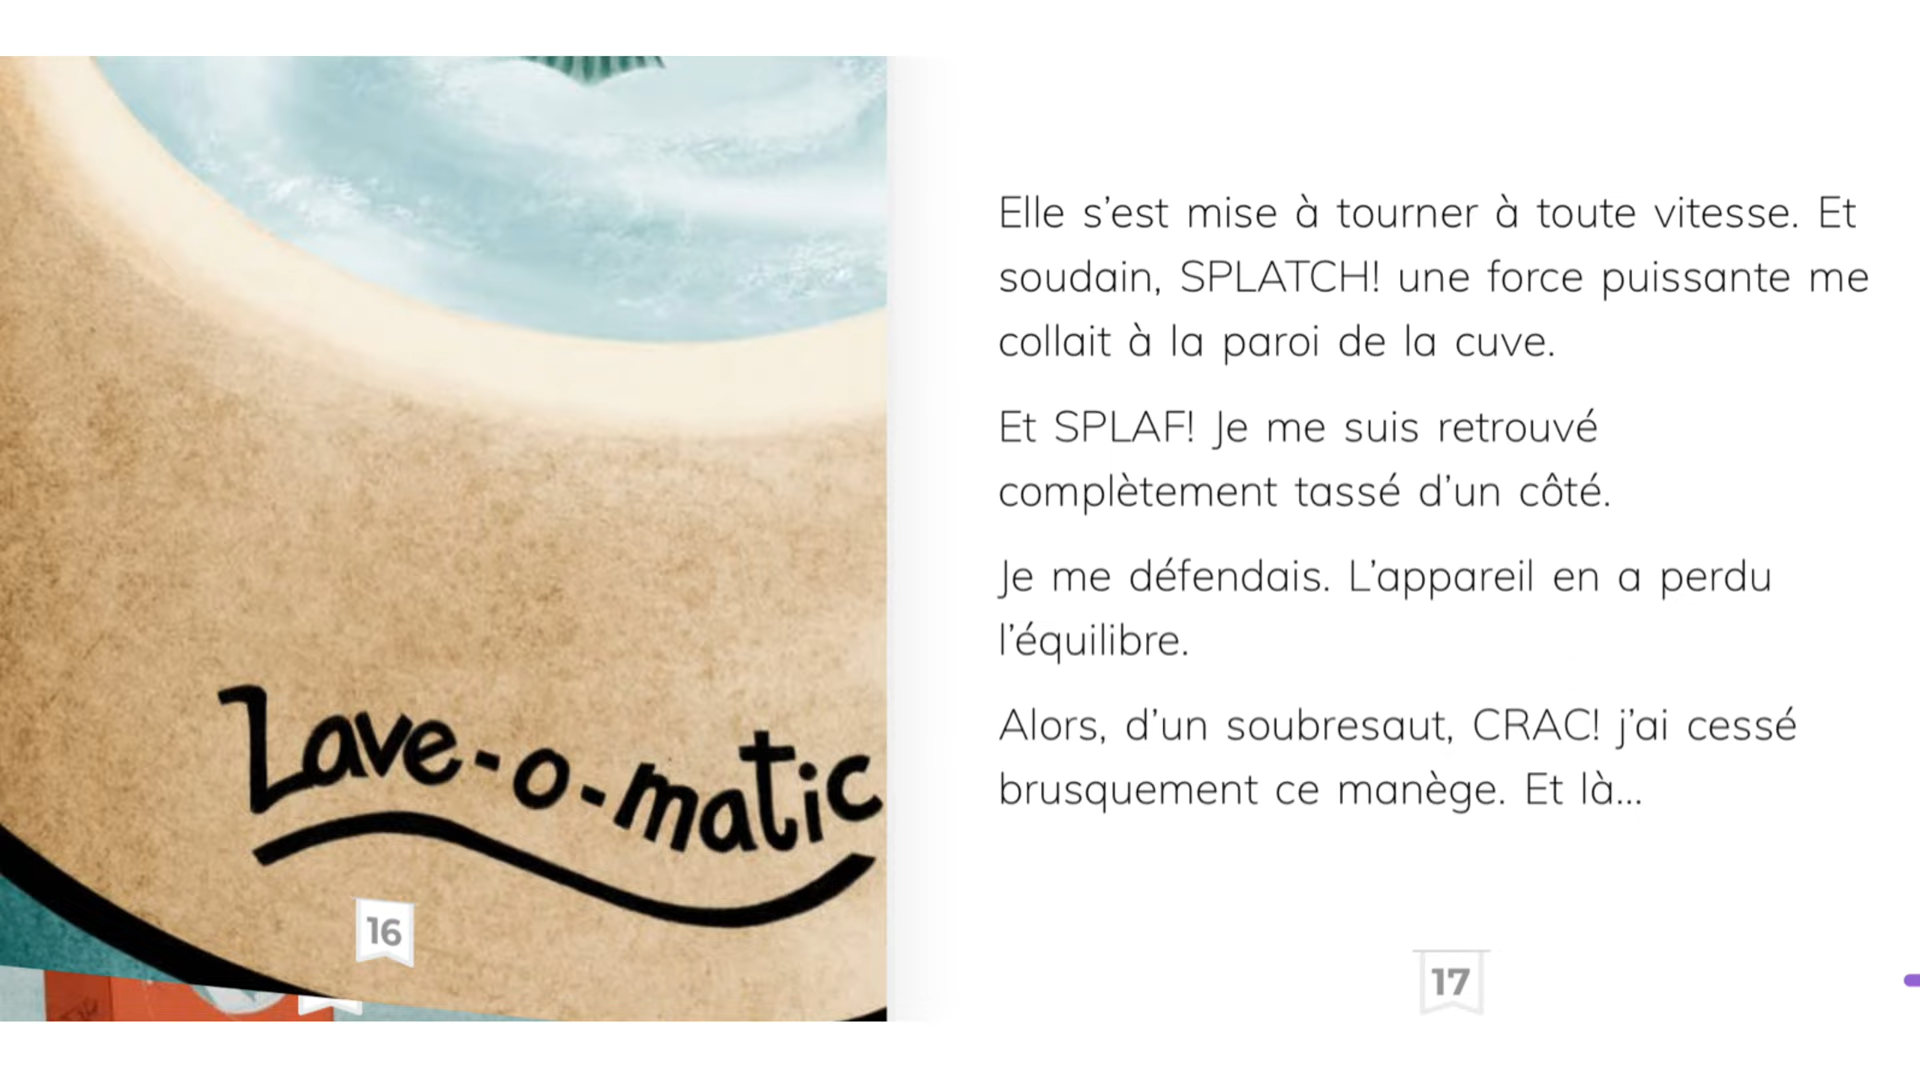 Lave-o-matic
16
Elle s’est mise à tourner à toute vitesse. Et
soudain, SPLATCH! une force puissante me
collait à la paroi de la cuve.
Et SPLAF! Je me suis retrouvé
complètement tassé d’un côté.
Je me défendais. L’appareil en a perdu
l’équilibre.
Alors, d’un soubresaut, CRAC! j’ai cessé
brusquement ce manège. Et là...
17